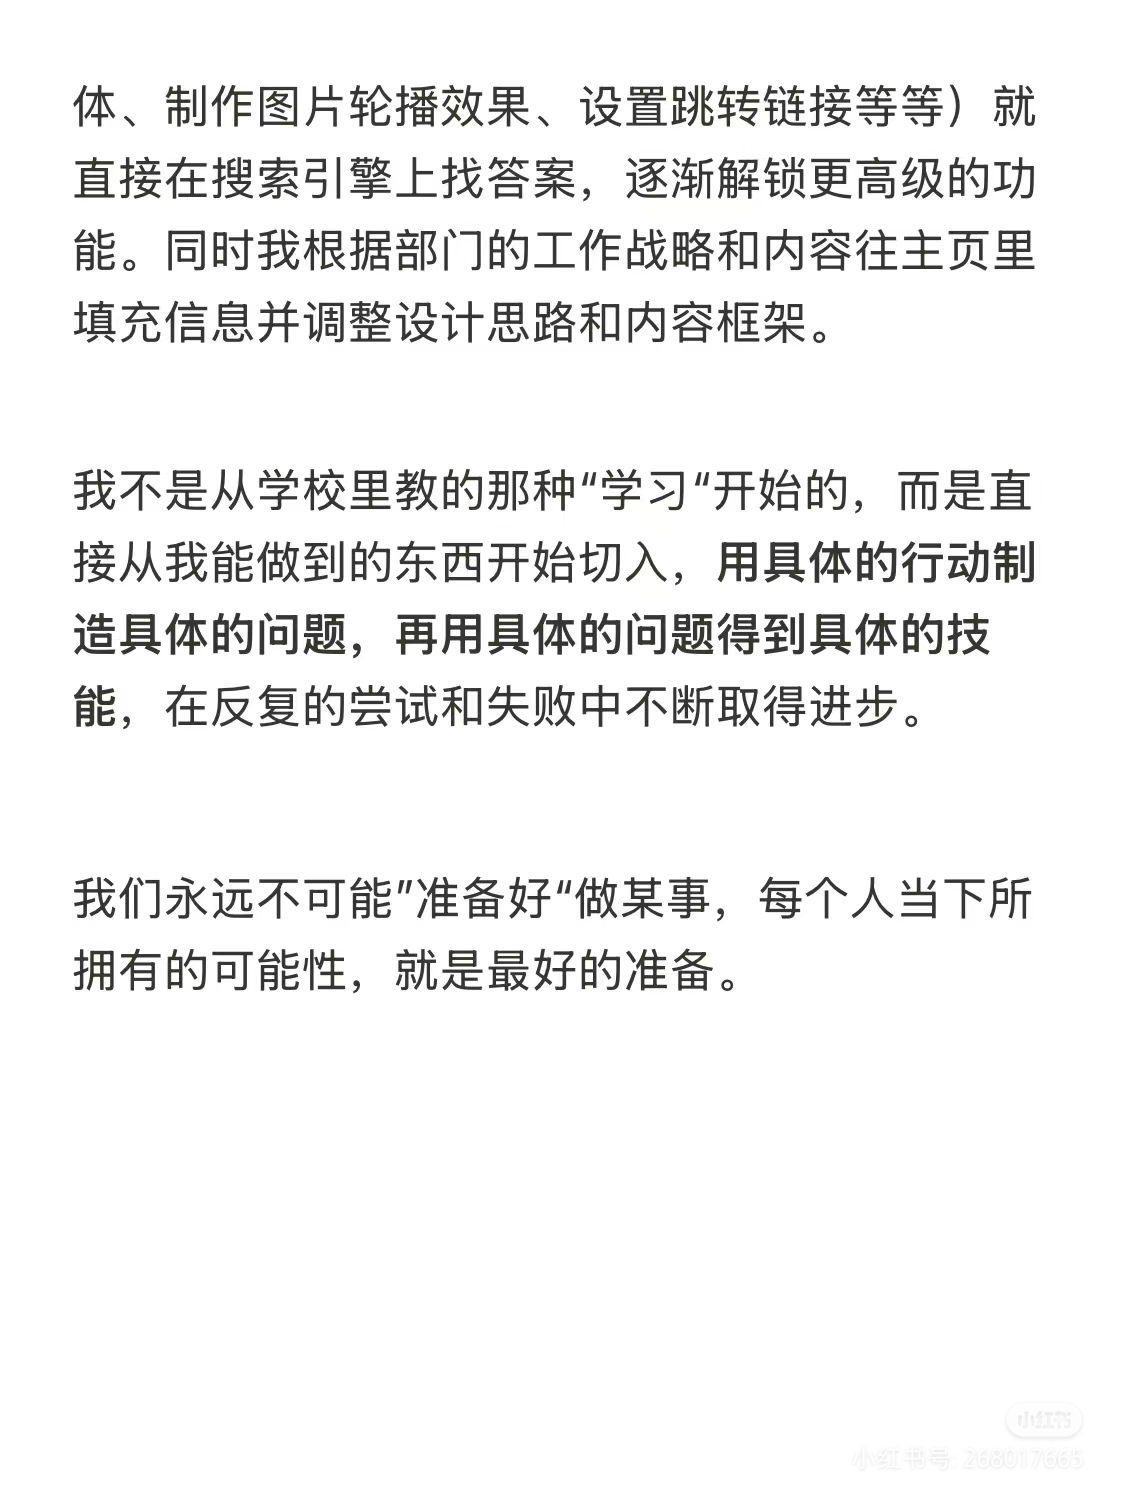 体、制作图片轮播效果、设置跳转链接等等）就
直接在搜索引擎上找答案，逐渐解锁更高级的功
能。同时我根据部门的工作战略和内容往主页里
填充信息并调整设计思路和内容框架。
我不是从学校里教的那种“学习“开始的，而是直
接从我能做到的东西开始切入，用具体的行动制
造具体的问题，再用具体的问题得到具体的技
能，在反复的尝试和失败中不断取得进步。
我们永远不可能”准备好“做某事，每个人当下所
拥有的可能性，就是最好的准备。
小红书
小红书号: 268017665